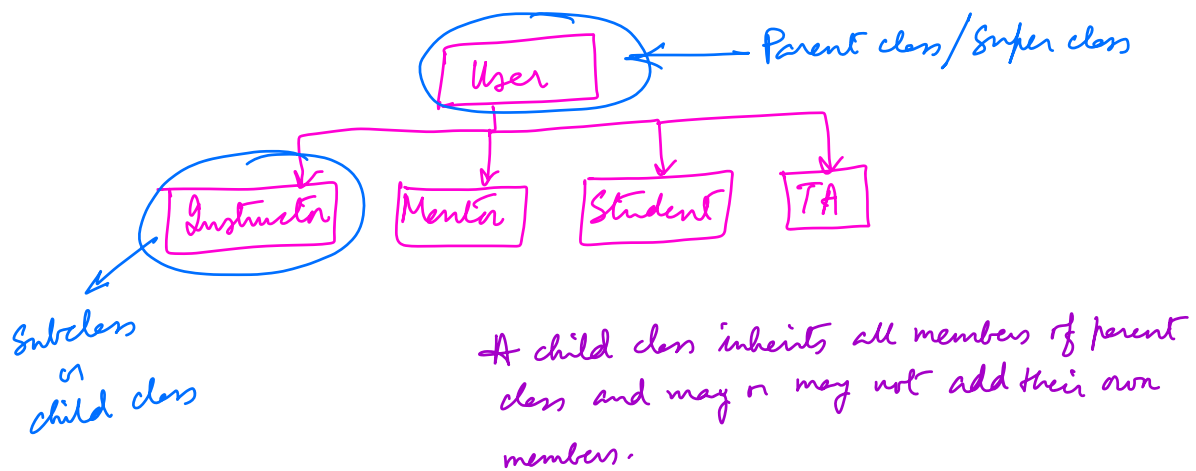 User
Parent class/Super class
Instructor
Mentor
Student
TA
Subclass
or
child class
A child class inherits all members of parent
class and may or may not add their own
members.